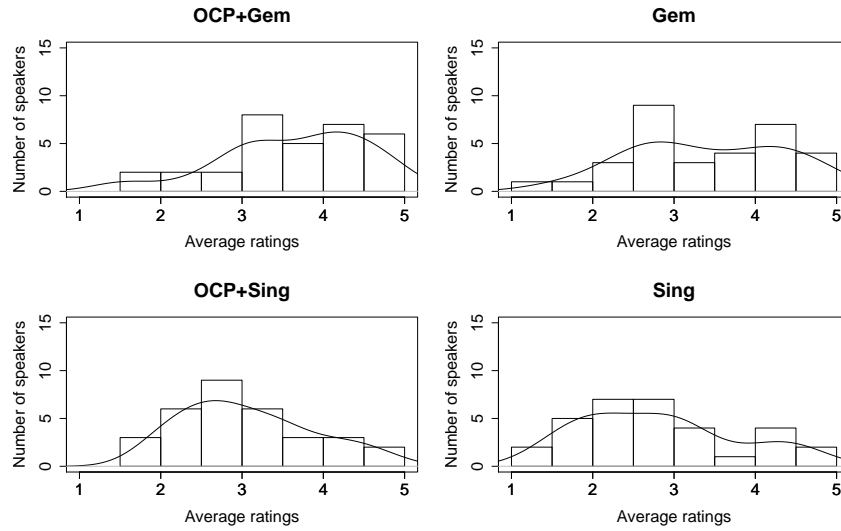 OCP+Gem
Number of speakers
0 5 10 15
1 2 3 4 5
Average ratings
Gem
Number of speakers
0 5 10 15
1 2 3 4 5
Average ratings
OCP+Sing
Number of speakers
0 5 10 15
1 2 3 4 5
Average ratings
Sing
Number of speakers
0 5 10 15
1 2 3 4 5
Average ratings